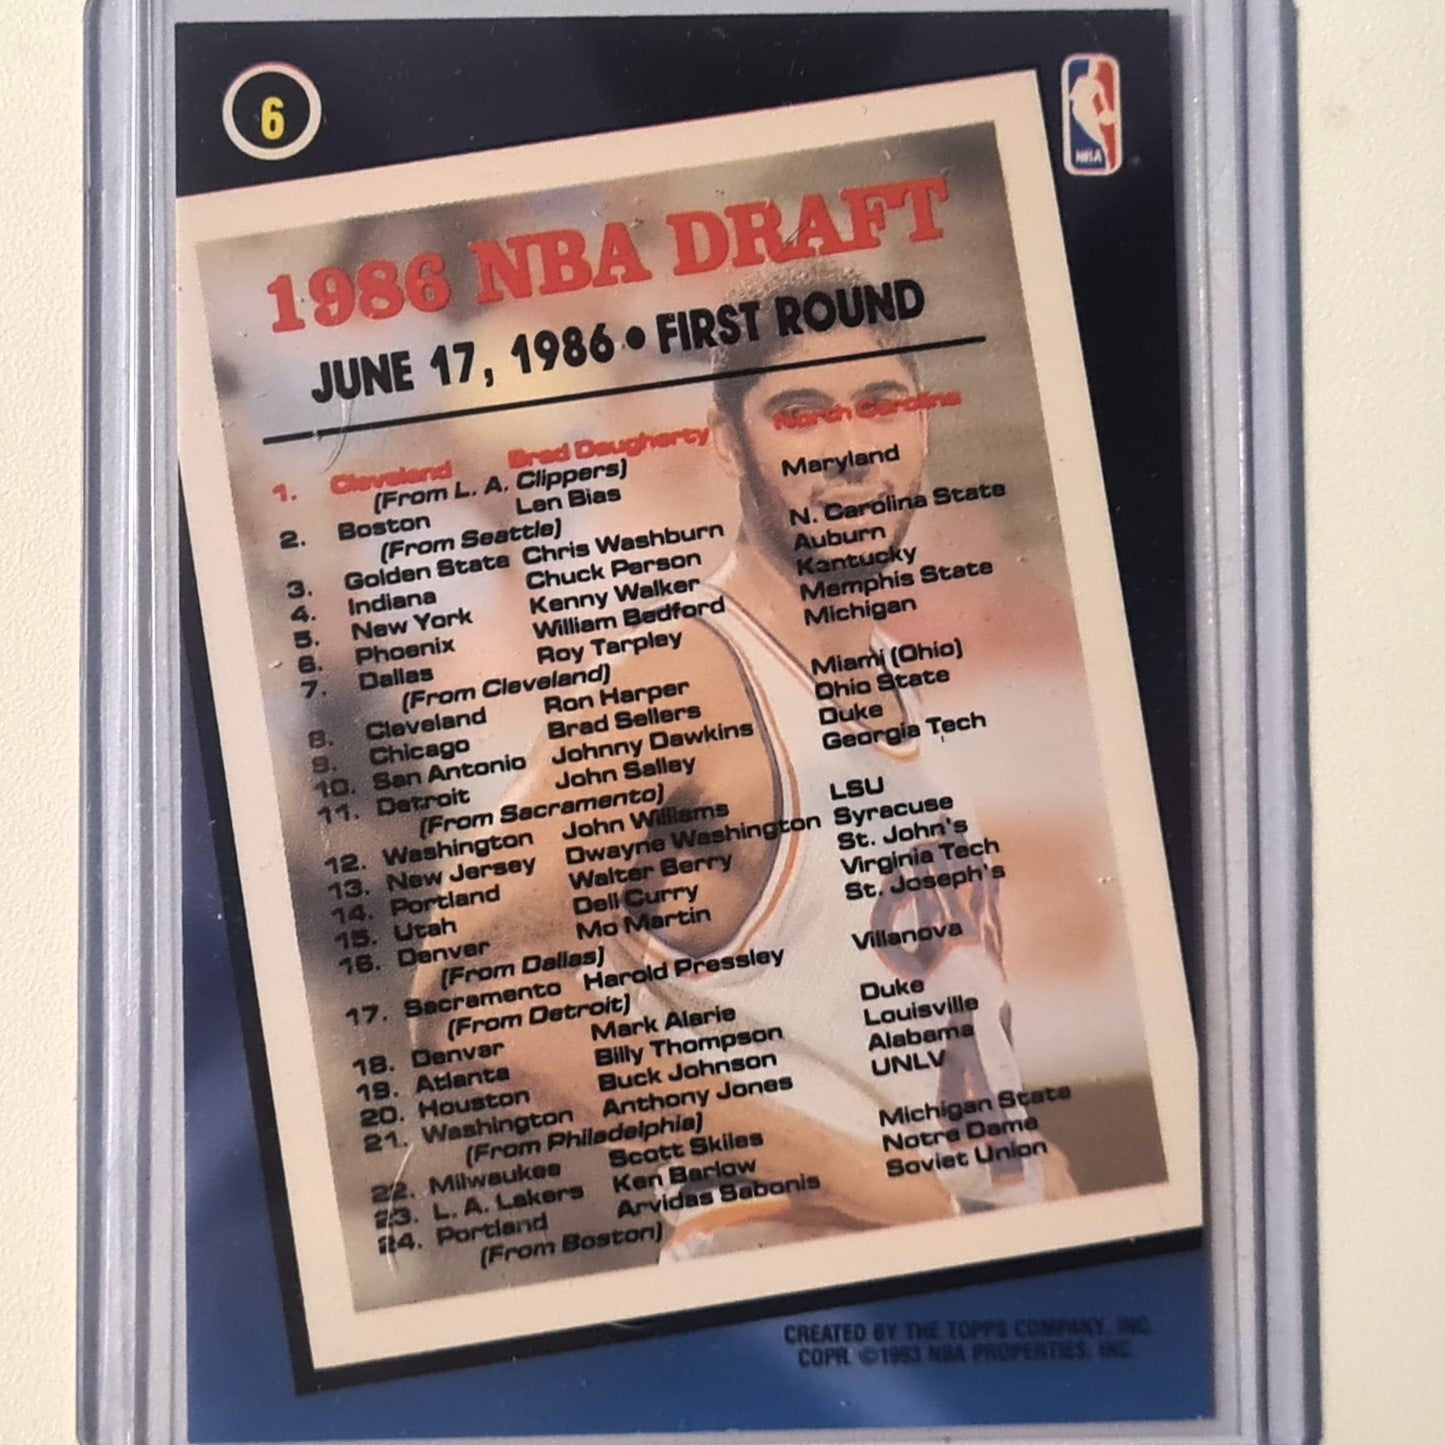 6
NBA
1986 NBA DRAFT
JUNE 17, 1986 • FIRST ROUND
1. Cleveland Brad Daugherty North Carolina
(From L. A. Clippers)
2. Boston Len Bias Maryland
(From Seattle)
3. Golden State Chris Washburn N. Carolina State
4. Indiana Chuck Person Auburn
5. New York Kenny Walker Kentucky
6. Phoenix William Bedford Memphis State
7. Dallas Roy Tarpley Michigan
(From Cleveland)
8. Cleveland Ron Harper Miami (Ohio)
9. Chicago Brad Sellers Ohio State
10. San Antonio Johnny Dawkins Duke
11. Detroit John Salley Georgia Tech
(From Sacramento)
12. Washington John Williams LSU
13. New Jersey Dwayne Washington Syracuse
14. Portland Walter Berry St. John's
15. Utah Dell Curry Virginia Tech
16. Denver Mo Martin St. Joseph's
(From Dallas)
17. Sacramento Harold Pressley Villanova
(From Detroit)
18. Denver Mark Alarie Duke
19. Atlanta Billy Thompson Louisville
20. Houston Buck Johnson Alabama
21. Washington Anthony Jones UNLV
(From Philadelphia)
22. Milwaukee Scott Skiles Michigan State
23. L. A. Lakers Ken Barlow Notre Dame
24. Portland Arvidas Sabonis Soviet Union
(From Boston)
CREATED BY THE TOPPS COMPANY, INC.
COPR. ©1993 NBA PROPERTIES, INC.